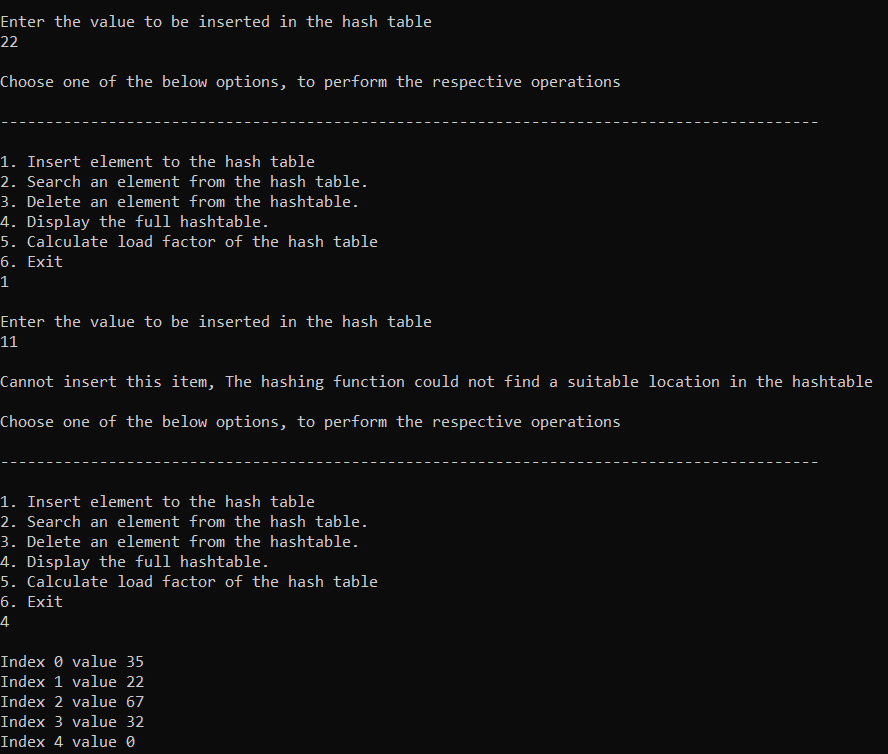 Enter the value to be inserted in the hash table
22
Choose one of the below options, to perform the respective operations
-------------------------------------------------------------------------------------------
1. Insert element to the hash table
2. Search an element from the hash table.
3. Delete an element from the hashtable.
4. Display the full hashtable.
5. Calculate load factor of the hash table
6. Exit
1
Enter the value to be inserted in the hash table
11
Cannot insert this item, The hashing function could not find a suitable location in the hashtable
Choose one of the below options, to perform the respective operations
-------------------------------------------------------------------------------------------
1. Insert element to the hash table
2. Search an element from the hash table.
3. Delete an element from the hashtable.
4. Display the full hashtable.
5. Calculate load factor of the hash table
6. Exit
4
Index 0 value 35
Index 1 value 22
Index 2 value 67
Index 3 value 32
Index 4 value 0